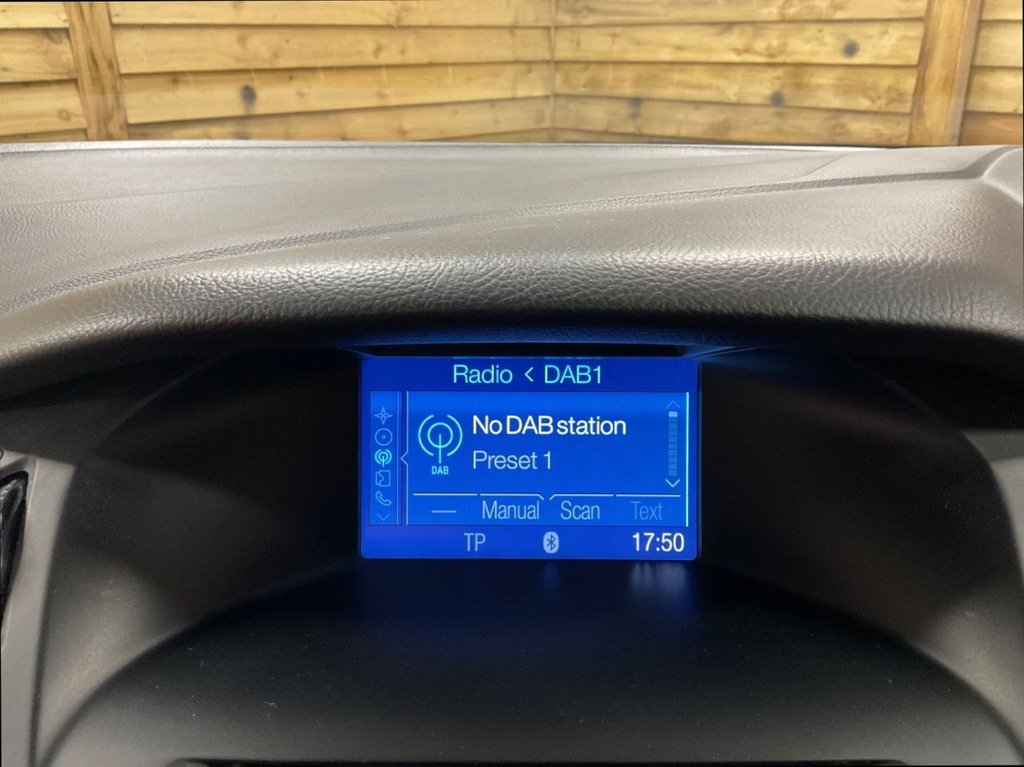 Radio < DAB1
No DAB station
DAB
Preset 1
— Manual Scan Text
TP 17:50